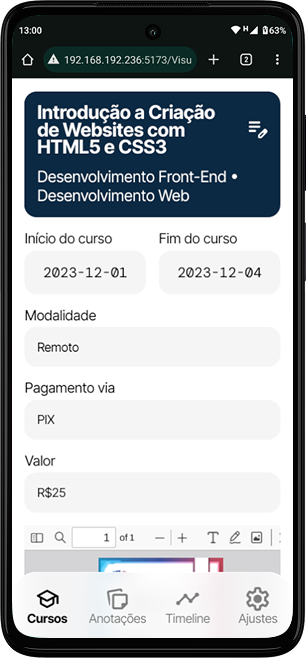 13:00
H
63%
192.168.192.236:5173/Visu
2
Introdução a Criação
de Websites com
HTML5 e CSS3
Desenvolvimento Front-End •
Desenvolvimento Web
Início do curso
Fim do curso
2023-12-01
2023-12-04
Modalidade
Remoto
Pagamento via
PIX
Valor
R$25
1
of 1
Cursos
Anotações
Timeline
Ajustes